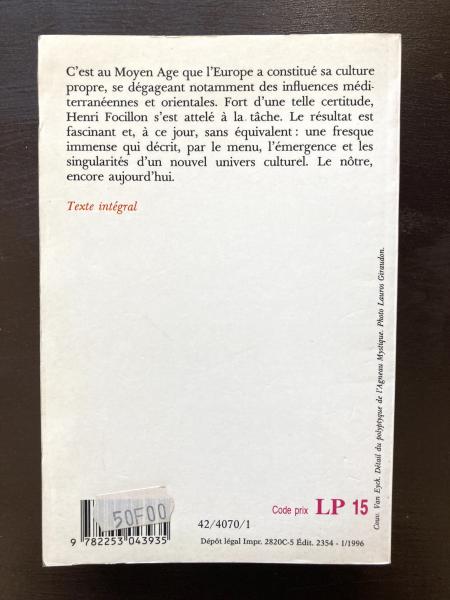 C'est au Moyen Age que l'Europe a constitué sa culture
propre, se dégageant notamment des influences médi-
terranéennes et orientales. Fort d'une telle certitude,
Henri Focillon s'est attelé à la tâche. Le résultat est
fascinant et, à ce jour, sans équivalent : une fresque
immense qui décrit, par le menu, l'émergence et les
singularités d'un nouvel univers culturel. Le nôtre,
encore aujourd'hui.
Texte intégral
Couv. Van Eyck. Détail du polyptyque de l'Agneau Mystique. Photo Lauros Giraudon.
50F00
9 782253 043935
42/4070/1
Code prix LP 15
Dépôt légal Impr. 2820C-5 Édit. 2354 - 1/1996